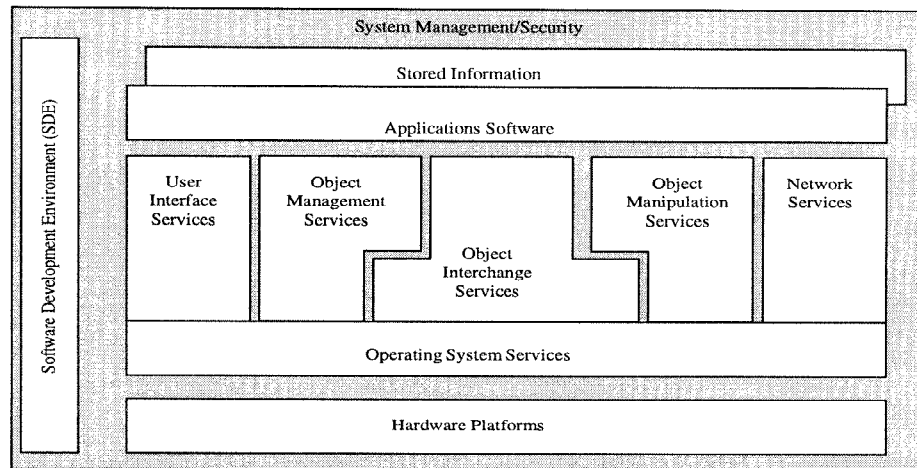 System Management/Security
Software Development Environment (SDE)
Stored Information
Applications Software
User
Interface
Services
Object
Management
Services
Object
Interchange
Services
Object
Manipulation
Services
Network
Services
Operating System Services
Hardware Platforms